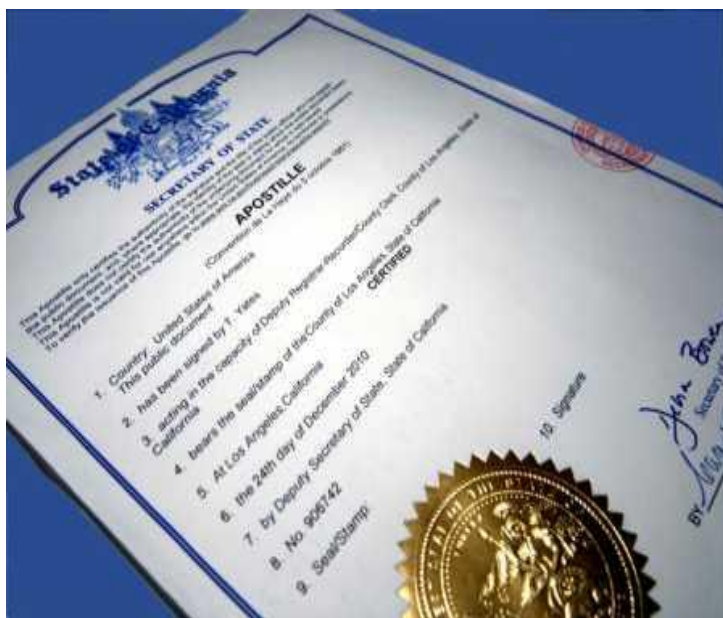 State of California
SECRETARY OF STATE
APOSTILLE
(Convention de La Haye du 5 octobre 1961)
1. Country: United States of America
This public document
2. has been signed by T. Yates
3. acting in the capacity of Deputy Registrar-Recorder/County Clerk, County of Los Angeles, State of
California
4. bears the seal/stamp of the County of Los Angeles, State of California
CERTIFIED
5. At Los Angeles, California
6. the 24th day of December 2010
7. by Deputy Secretary of State, State of California
8. No. 906742
9. Seal/Stamp:
10. Signature
BY